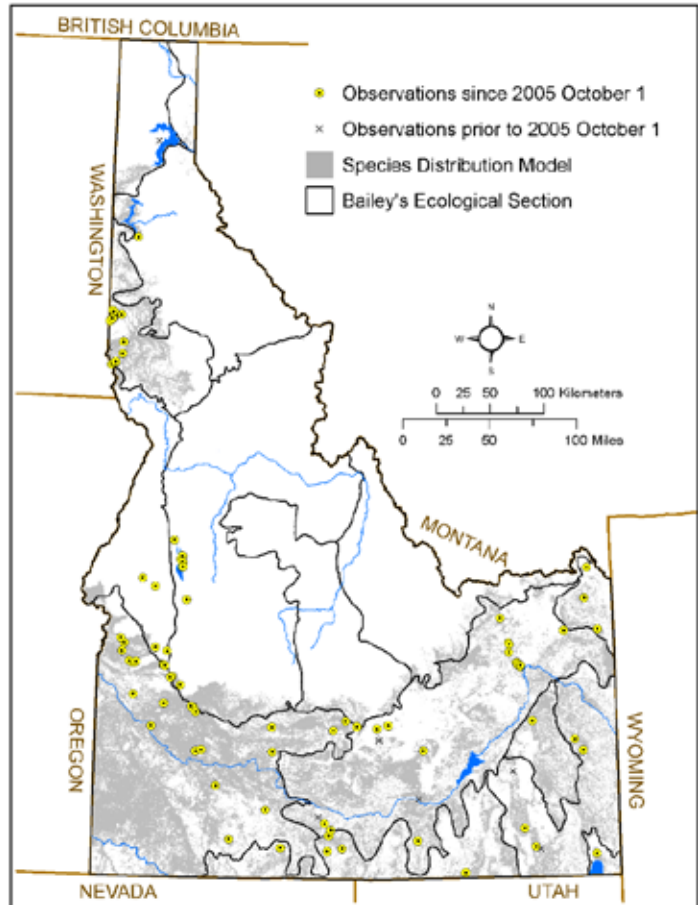 BRITISH COLUMBIA
Observations since 2005 October 1
Observations prior to 2005 October 1
Species Distribution Model
Bailey's Ecological Section
WASHINGTON
N
W E
S
0 25 50 100 Kilometers
0 25 50 100 Miles
MONTANA
OREGON
WYOMING
NEVADA
UTAH